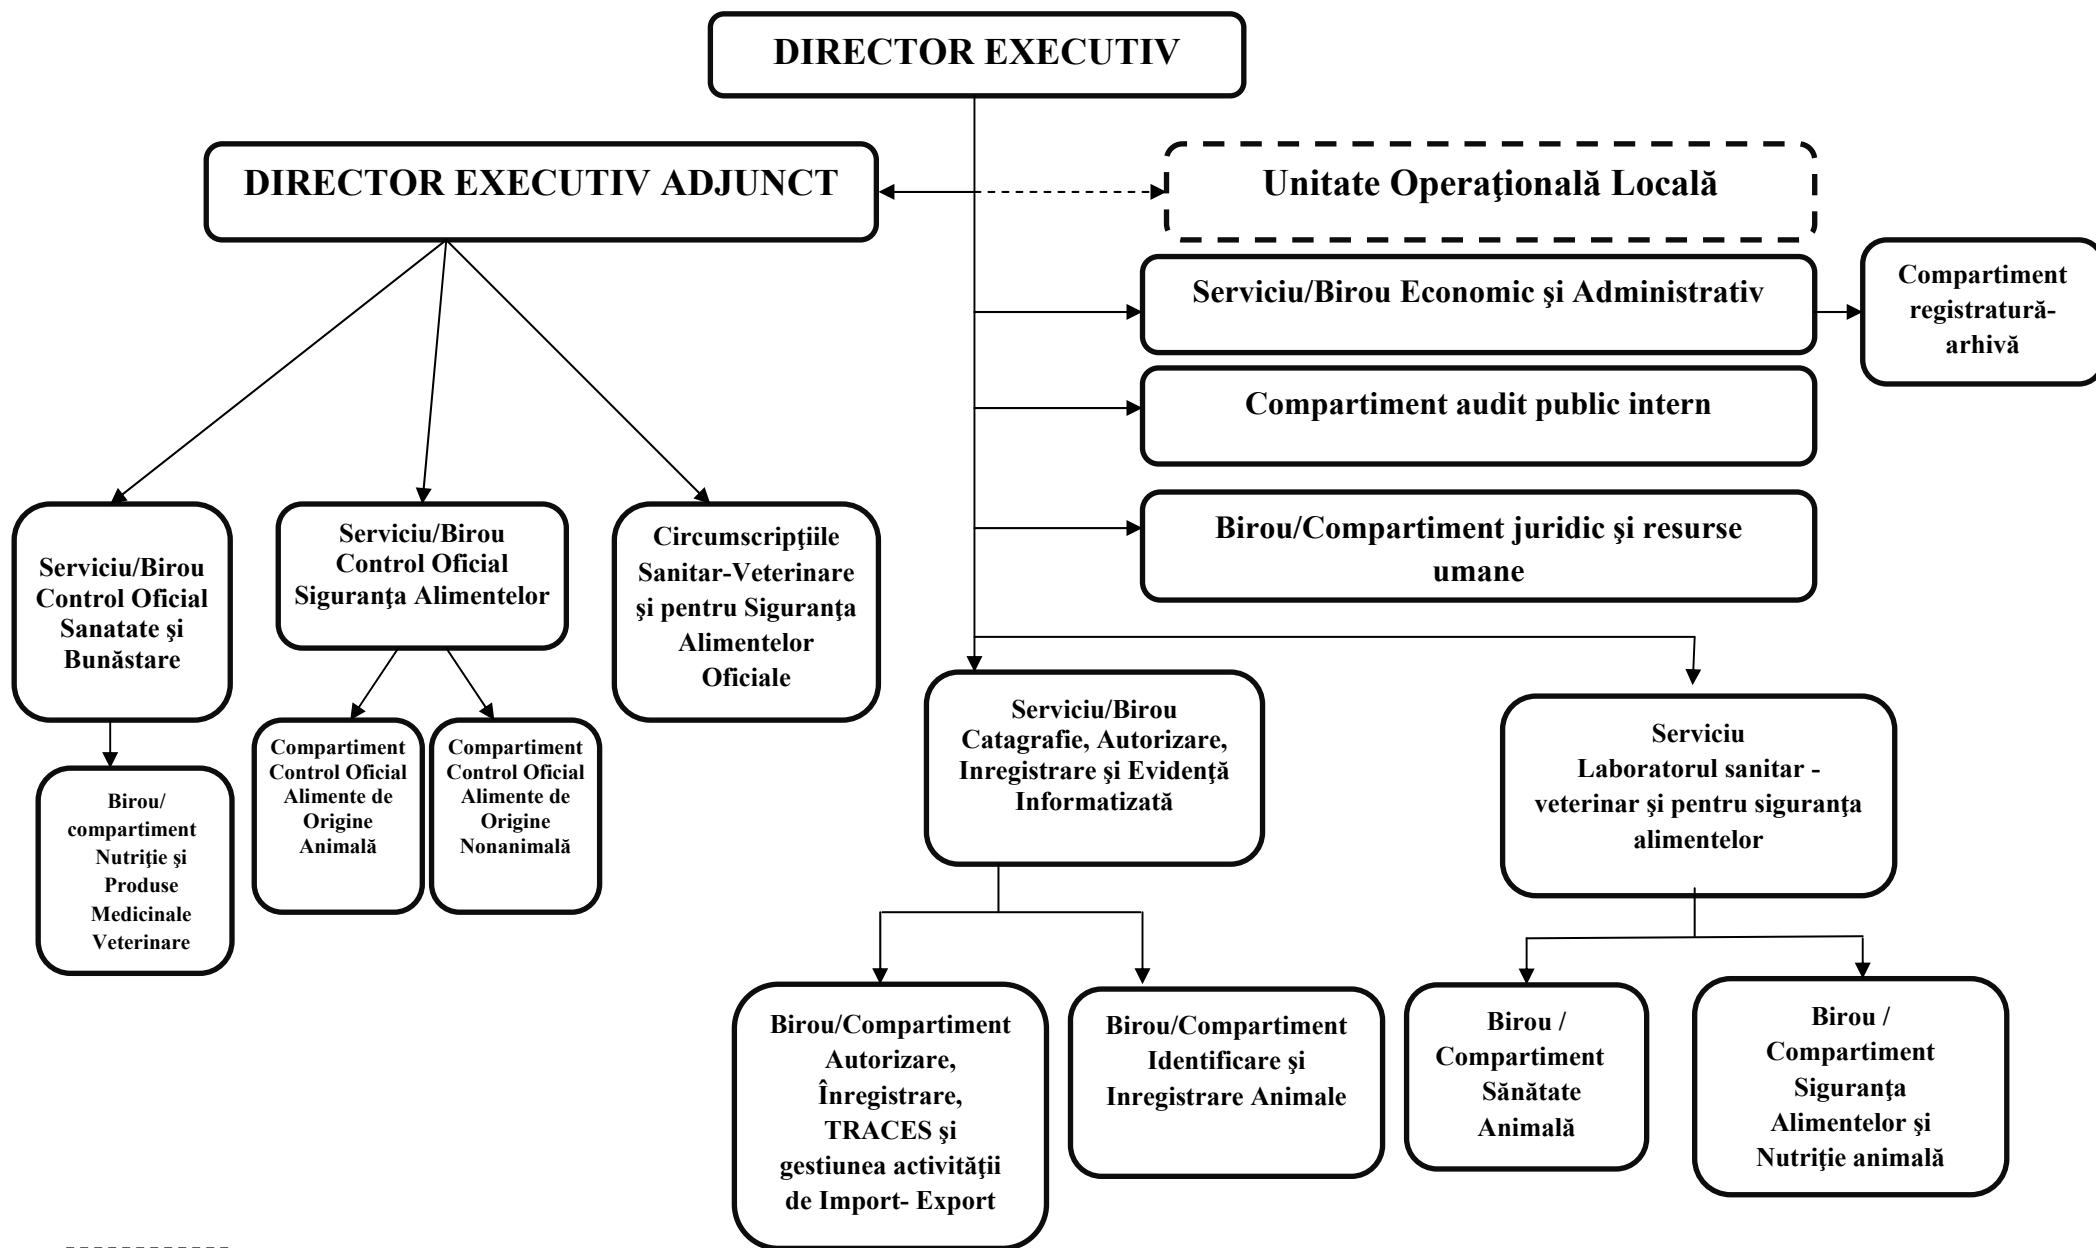 DIRECTOR EXECUTIV
DIRECTOR EXECUTIV ADJUNCT
Unitate Operaţională Locală
Serviciu/Birou Economic şi Administrativ
Compartiment
registratură-
arhivă
Compartiment audit public intern
Birou/Compartiment juridic şi resurse
umane
Serviciu/Birou
Control Oficial
Sanatate şi
Bunăstare
Serviciu/Birou
Control Oficial
Siguranţa Alimentelor
Circumscripţiile
Sanitar-Veterinare
şi pentru Siguranţa
Alimentelor
Oficiale
Serviciu/Birou
Catagrafie, Autorizare,
Inregistrare şi Evidenţă
Informatizată
Serviciu
Laboratorul sanitar -
veterinar şi pentru siguranţa
alimentelor
Birou/
compartiment
Nutriţie şi
Produse
Medicinale
Veterinare
Compartiment
Control Oficial
Alimente de
Origine
Animală
Compartiment
Control Oficial
Alimente de
Origine
Nonanimală
Birou/Compartiment
Autorizare,
Înregistrare,
TRACES şi
gestiunea activităţii
de Import- Export
Birou/Compartiment
Identificare şi
Inregistrare Animale
Birou /
Compartiment
Sănătate
Animală
Birou /
Compartiment
Siguranţa
Alimentelor şi
Nutriţie animală